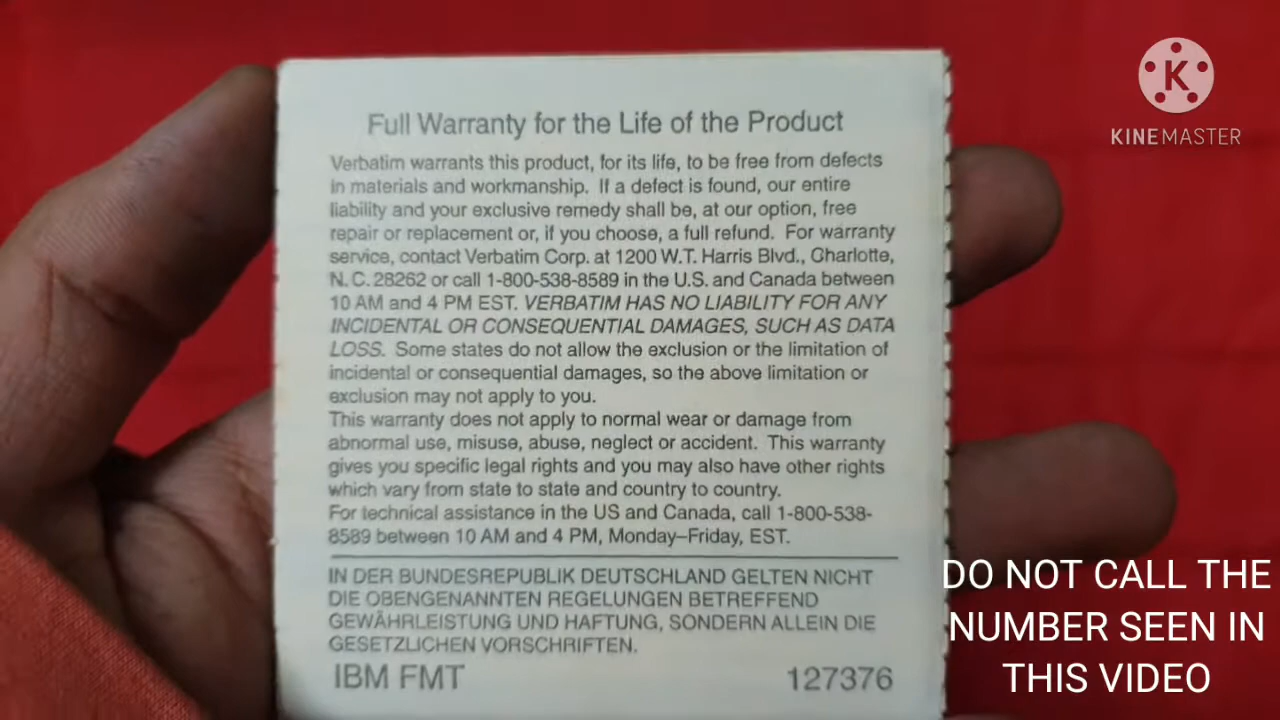 Full Warranty for the Life of the Product
Verbatim warrants this product, for its life, to be free from defects
in materials and workmanship. If a defect is found, our entire
liability and your exclusive remedy shall be, at our option, free
repair or replacement or, if you choose, a full refund. For warranty
service, contact Verbatim Corp. at 1200 W.T. Harris Blvd., Charlotte,
N.C. 28262 or call 1-800-538-8589 in the U.S. and Canada between
10 AM and 4 PM EST. VERBATIM HAS NO LIABILITY FOR ANY
INCIDENTAL OR CONSEQUENTIAL DAMAGES, SUCH AS DATA
LOSS. Some states do not allow the exclusion or the limitation of
incidental or consequential damages, so the above limitation or
exclusion may not apply to you.
This warranty does not apply to normal wear or damage from
abnormal use, misuse, abuse, neglect or accident. This warranty
gives you specific legal rights and you may also have other rights
which vary from state to state and country to country.
For technical assistance in the US and Canada, call 1-800-538-
8589 between 10 AM and 4 PM, Monday–Friday, EST.
IN DER BUNDESREPUBLIK DEUTSCHLAND GELTEN NICHT
DIE OBENGENANNTEN REGELUNGEN BETREFFEND
GEWÄHRLEISTUNG UND HAFTUNG, SONDERN ALLEIN DIE
GESETZLICHEN VORSCHRIFTEN.
IBM FMT 127376
K
KINEMASTER
DO NOT CALL THE
NUMBER SEEN IN
THIS VIDEO